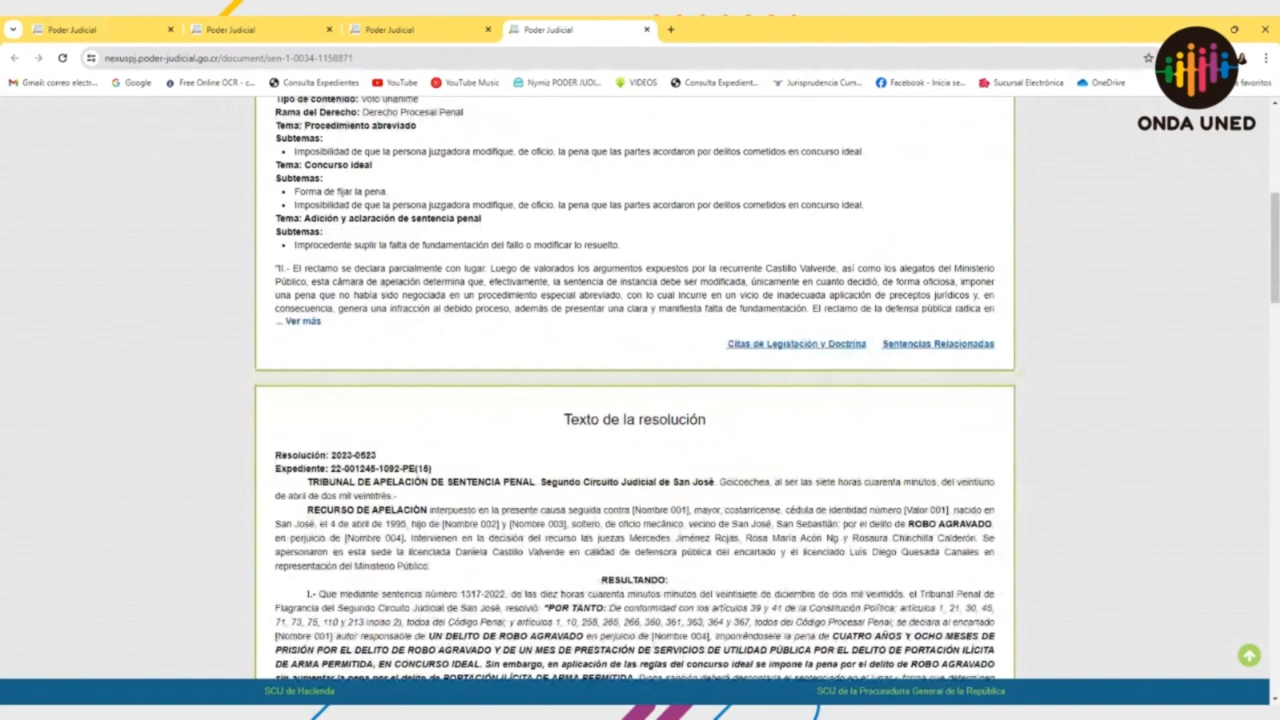 Poder Judicial
Poder Judicial
Poder Judicial
Poder Judicial
nexuspj.poder-judicial.go.cr/document/sen-1-0034-1158871
Gmail: correo electr...
Google
Free Online OCR - c...
Consulta Expedientes
YouTube
YouTube Music
Nymiz PODER JUDI...
VIDEOS
Consulta Expedient...
Jurisprudencia Cum...
Facebook - Inicia se...
Sucursal Electrónica
OneDrive
favoritos
ONDA UNED
Tipo de contenido: Voto unánime
Rama del Derecho: Derecho Procesal Penal
Tema: Procedimiento abreviado
Subtemas:
• Imposibilidad de que la persona juzgadora modifique, de oficio, la pena que las partes acordaron por delitos cometidos en concurso ideal.
Tema: Concurso ideal
Subtemas:
• Forma de fijar la pena.
• Imposibilidad de que la persona juzgadora modifique, de oficio, la pena que las partes acordaron por delitos cometidos en concurso ideal.
Tema: Adición y aclaración de sentencia penal
Subtemas:
• Improcedente suplir la falta de fundamentación del fallo o modificar lo resuelto.
"II.- El reclamo se declara parcialmente con lugar. Luego de valorados los argumentos expuestos por la recurrente Castillo Valverde, así como los alegatos del Ministerio
Público, esta cámara de apelación determina que, efectivamente, la sentencia de instancia debe ser modificada, únicamente en cuanto decidió, de forma oficiosa, imponer
una pena que no había sido negociada en un procedimiento especial abreviado, con lo cual incurre en un vicio de inadecuada aplicación de preceptos jurídicos y, en
consecuencia, genera una infracción al debido proceso, además de presentar una clara y manifiesta falta de fundamentación. El reclamo de la defensa pública radica en
... Ver más
Citas de Legislación y Doctrina Sentencias Relacionadas
Texto de la resolución
Resolución: 2023-0523
Expediente: 22-001245-1092-PE(15)
TRIBUNAL DE APELACIÓN DE SENTENCIA PENAL. Segundo Circuito Judicial de San José. Goicoechea, al ser las siete horas cuarenta minutos, del veintiuno
de abril de dos mil veintitrés.-
RECURSO DE APELACIÓN interpuesto en la presente causa seguida contra [Nombre 001], mayor, costarricense, cédula de identidad número [Valor 001], nacido en
San José, el 4 de abril de 1995, hijo de [Nombre 002] y [Nombre 003], soltero, de oficio mecánico, vecino de San José, San Sebastián; por el delito de ROBO AGRAVADO,
en perjuicio de [Nombre 004]. Intervienen en la decisión del recurso las juezas Mercedes Jiménez Rojas, Rosa María Acón Ng y Rosaura Chinchilla Calderón. Se
apersonaron en esta sede la licenciada Daniela Castillo Valverde en calidad de defensora pública del encartado y el licenciado Luis Diego Quesada Canales en
representación del Ministerio Público.
RESULTANDO:
I.- Que mediante sentencia número 1317-2022, de las diez horas cuarenta minutos minutos del veintisiete de diciembre de dos mil veintidós, el Tribunal Penal de
Flagrancia del Segundo Circuito Judicial de San José, resolvió: "POR TANTO: De conformidad con los artículos 39 y 41 de la Constitución Política; artículos 1, 21, 30, 45,
71, 73, 75, 110 y 213 inciso 2), todos del Código Penal; y artículos 1, 10, 258, 265, 266, 360, 361, 363, 364 y 367, todos del Código Procesal Penal; se declara al encartado
[Nombre 001] autor responsable de UN DELITO DE ROBO AGRAVADO en perjuicio de [Nombre 004], imponiéndosele la pena de CUATRO AÑOS Y OCHO MESES DE
PRISIÓN POR EL DELITO DE ROBO AGRAVADO Y DE UN MES DE PRESTACIÓN DE SERVICIOS DE UTILIDAD PÚBLICA POR EL DELITO DE PORTACIÓN ILÍCITA
DE ARMA PERMITIDA, EN CONCURSO IDEAL. Sin embargo, en aplicación de las reglas del concurso ideal se impone la pena por el delito de ROBO AGRAVADO
sin aumentar la pena por el delito de PORTACIÓN ILÍCITA DE ARMA PERMITIDA.
SCIJ de Hacienda
SCIJ de la Procuraduría General de la República